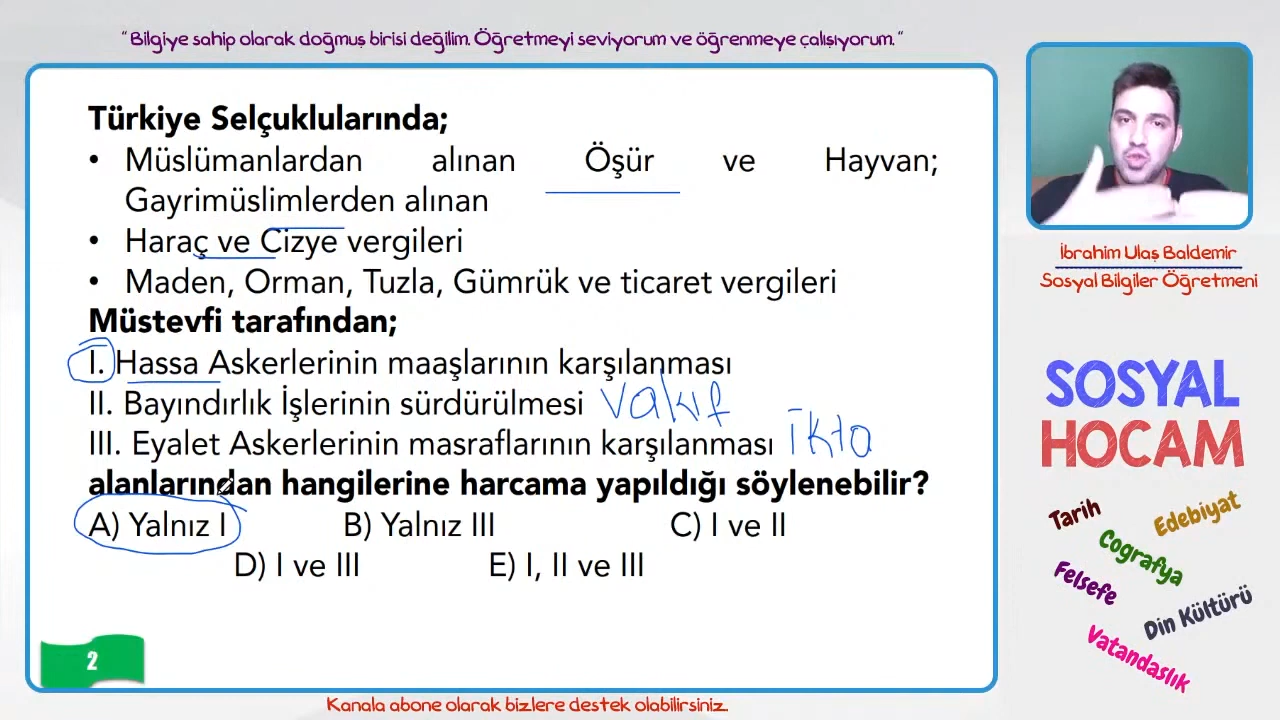 “Bilgiye sahip olarak doğmuş birisi değilim. Öğretmeyi seviyorum ve öğrenmeye çalışıyorum.”
Türkiye Selçuklularında;
• Müslümanlardan alınan Öşür ve Hayvan;
Gayrimüslimlerden alınan
• Haraç ve Cizye vergileri
• Maden, Orman, Tuzla, Gümrük ve ticaret vergileri
Müstevfi tarafından;
I. Hassa Askerlerinin maaşlarının karşılanması
II. Bayındırlık İşlerinin sürdürülmesi vakıf
III. Eyalet Askerlerinin masraflarının karşılanması ikta
alanlarından hangilerine harcama yapıldığı söylenebilir?
A) Yalnız I B) Yalnız III C) I ve II
D) I ve III E) I, II ve III
2
İbrahim Ulaş Baldemir
Sosyal Bilgiler Öğretmeni
SOSYAL
HOCAM
Tarih
Edebiyat
Coğrafya
Felsefe
Din Kültürü
Vatandaşlık
Kanala abone olarak bizlere destek olabilirsiniz.